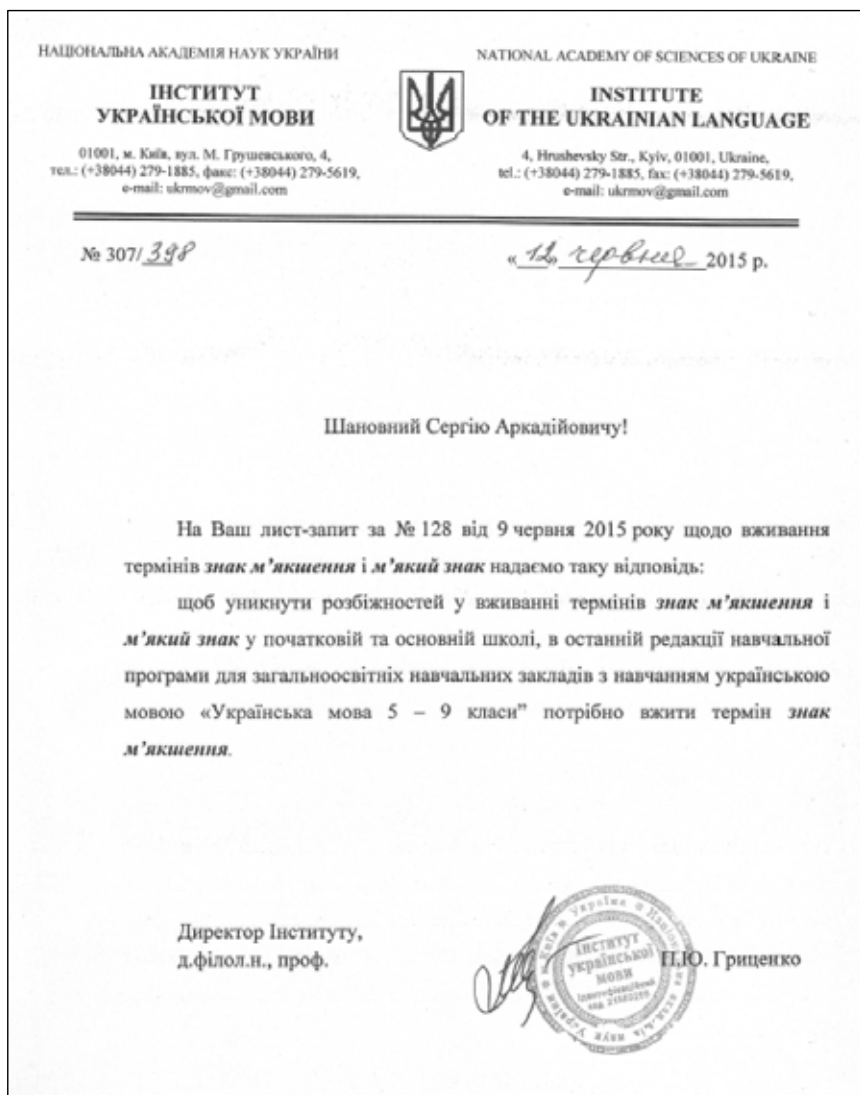 НАЦІОНАЛЬНА АКАДЕМІЯ НАУК УКРАЇНИ
ІНСТИТУТ
УКРАЇНСЬКОЇ МОВИ
01001, м. Київ, вул. М. Грушевського, 4,
тел.: (+38044) 279-1885, факс: (+38044) 279-5619,
e-mail: ukrmov@gmail.com
NATIONAL ACADEMY OF SCIENCES OF UKRAINE
INSTITUTE
OF THE UKRAINIAN LANGUAGE
4, Hrushevsky Str., Kyiv, 01001, Ukraine,
tel.: (+38044) 279-1885, fax: (+38044) 279-5619,
e-mail: ukrmov@gmail.com
№ 307/398
«12» червня 2015 р.
Шановний Сергію Аркадійовичу!
На Ваш лист-запит за № 128 від 9 червня 2015 року щодо вживання
термінів знак м’якшення і м’який знак надаємо таку відповідь:
щоб уникнути розбіжностей у вживанні термінів знак м’якшення і
м’який знак у початковій та основній школі, в останній редакції навчальної
програми для загальноосвітніх навчальних закладів з навчанням українською
мовою «Українська мова 5 – 9 класи” потрібно вжити термін знак
м’якшення.
Директор Інституту,
д.філол.н., проф.
П.Ю. Гриценко
Інститут
української
мови